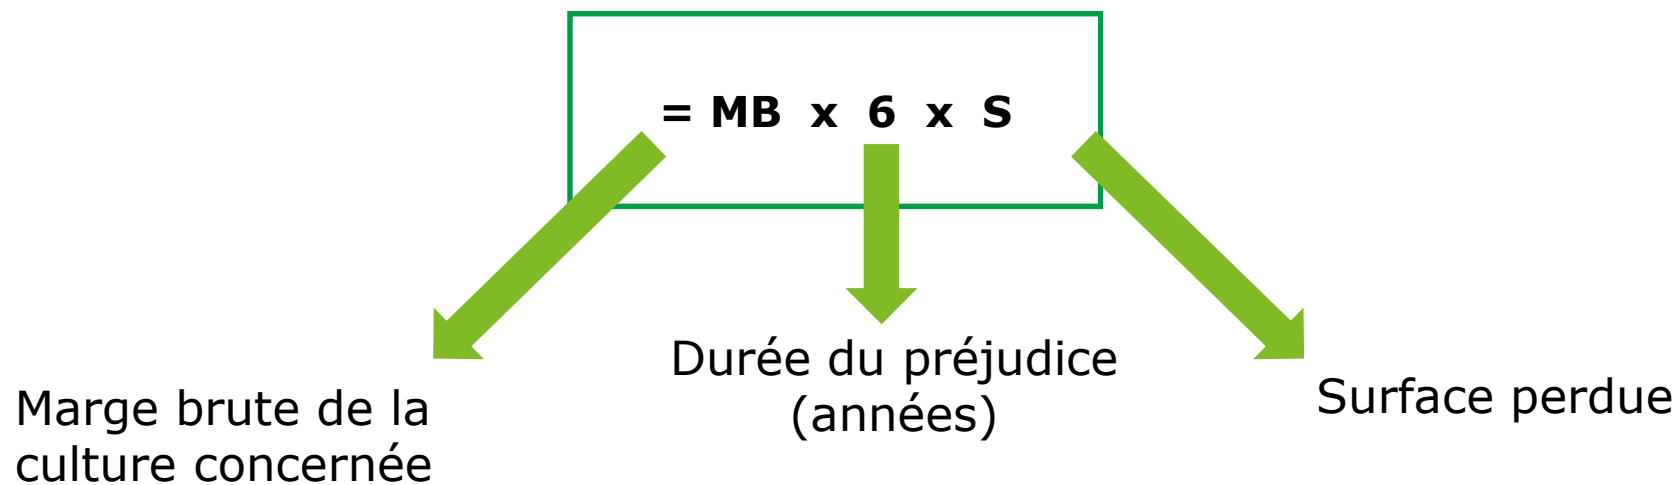 = MB x 6 x S
Marge brute de la
culture concernée
Durée du préjudice
(années)
Surface perdue